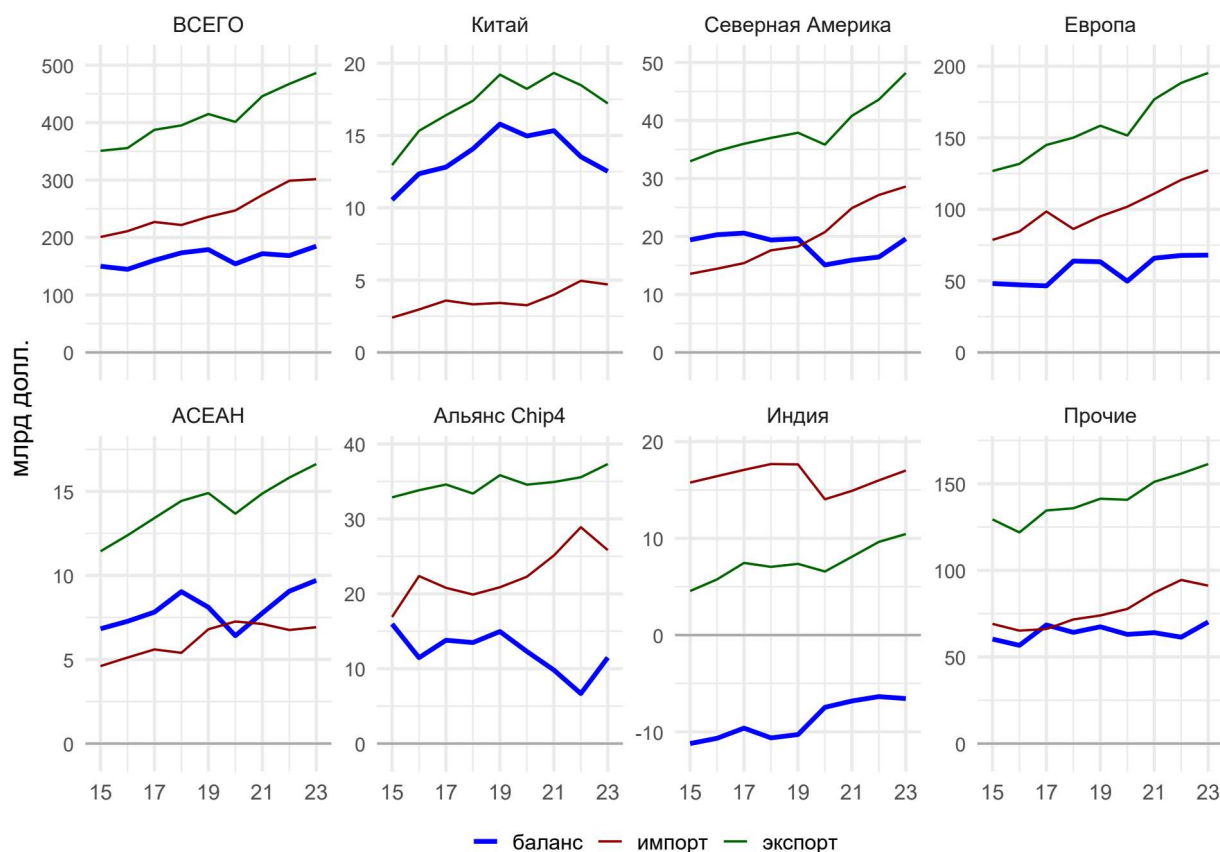 ВСЕГО
Китай
Северная Америка
Европа
500
400
300
200
100
0
20
15
10
5
0
50
40
30
20
10
0
200
150
100
50
0
млрд долл.
АСЕАН
Альянс Chip4
Индия
Прочие
15
10
5
0
40
30
20
10
0
20
10
0
-10
150
100
50
0
15 17 19 21 23
15 17 19 21 23
15 17 19 21 23
15 17 19 21 23
баланс импорт экспорт